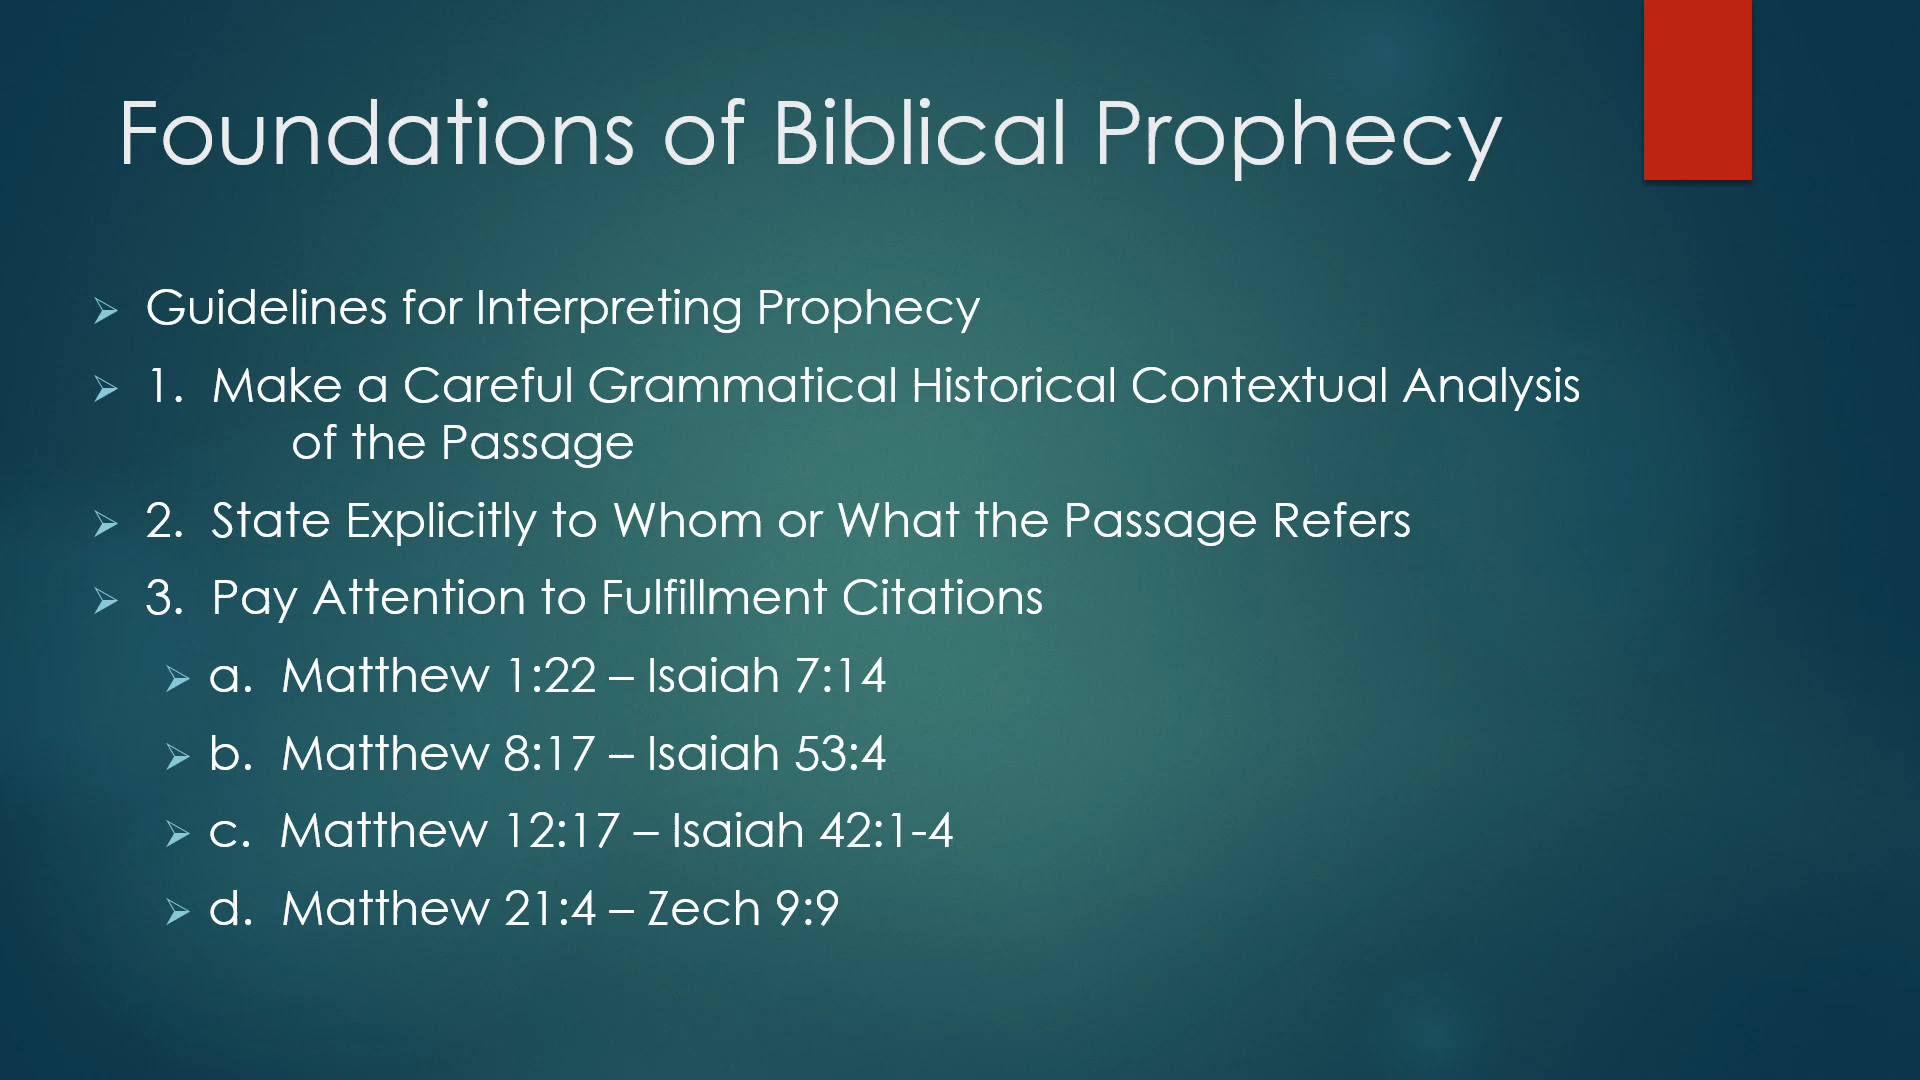 Foundations of Biblical Prophecy
Guidelines for Interpreting Prophecy
1. Make a Careful Grammatical Historical Contextual Analysis
of the Passage
2. State Explicitly to Whom or What the Passage Refers
3. Pay Attention to Fulfillment Citations
a. Matthew 1:22 – Isaiah 7:14
b. Matthew 8:17 – Isaiah 53:4
c. Matthew 12:17 – Isaiah 42:1-4
d. Matthew 21:4 – Zech 9:9